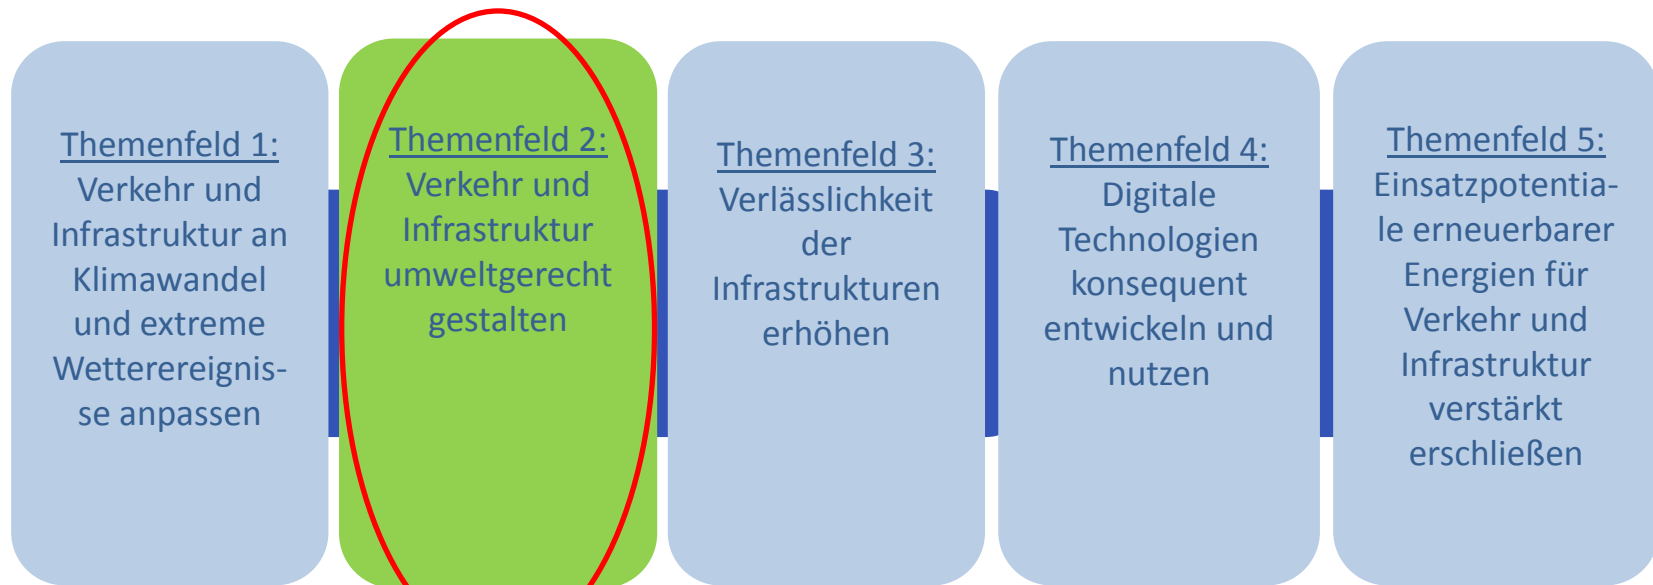 Themenfeld 1:
Verkehr und
Infrastruktur an
Klimawandel
und extreme
Wetterereignis-
se anpassen
Themenfeld 2:
Verkehr und
Infrastruktur
umweltgerecht
gestalten
Themenfeld 3:
Verlässlichkeit
der
Infrastrukturen
erhöhen
Themenfeld 4:
Digitale
Technologien
konsequent
entwickeln und
nutzen
Themenfeld 5:
Einsatzpotentia-
le erneuerbarer
Energien für
Verkehr und
Infrastruktur
verstärkt
erschließen